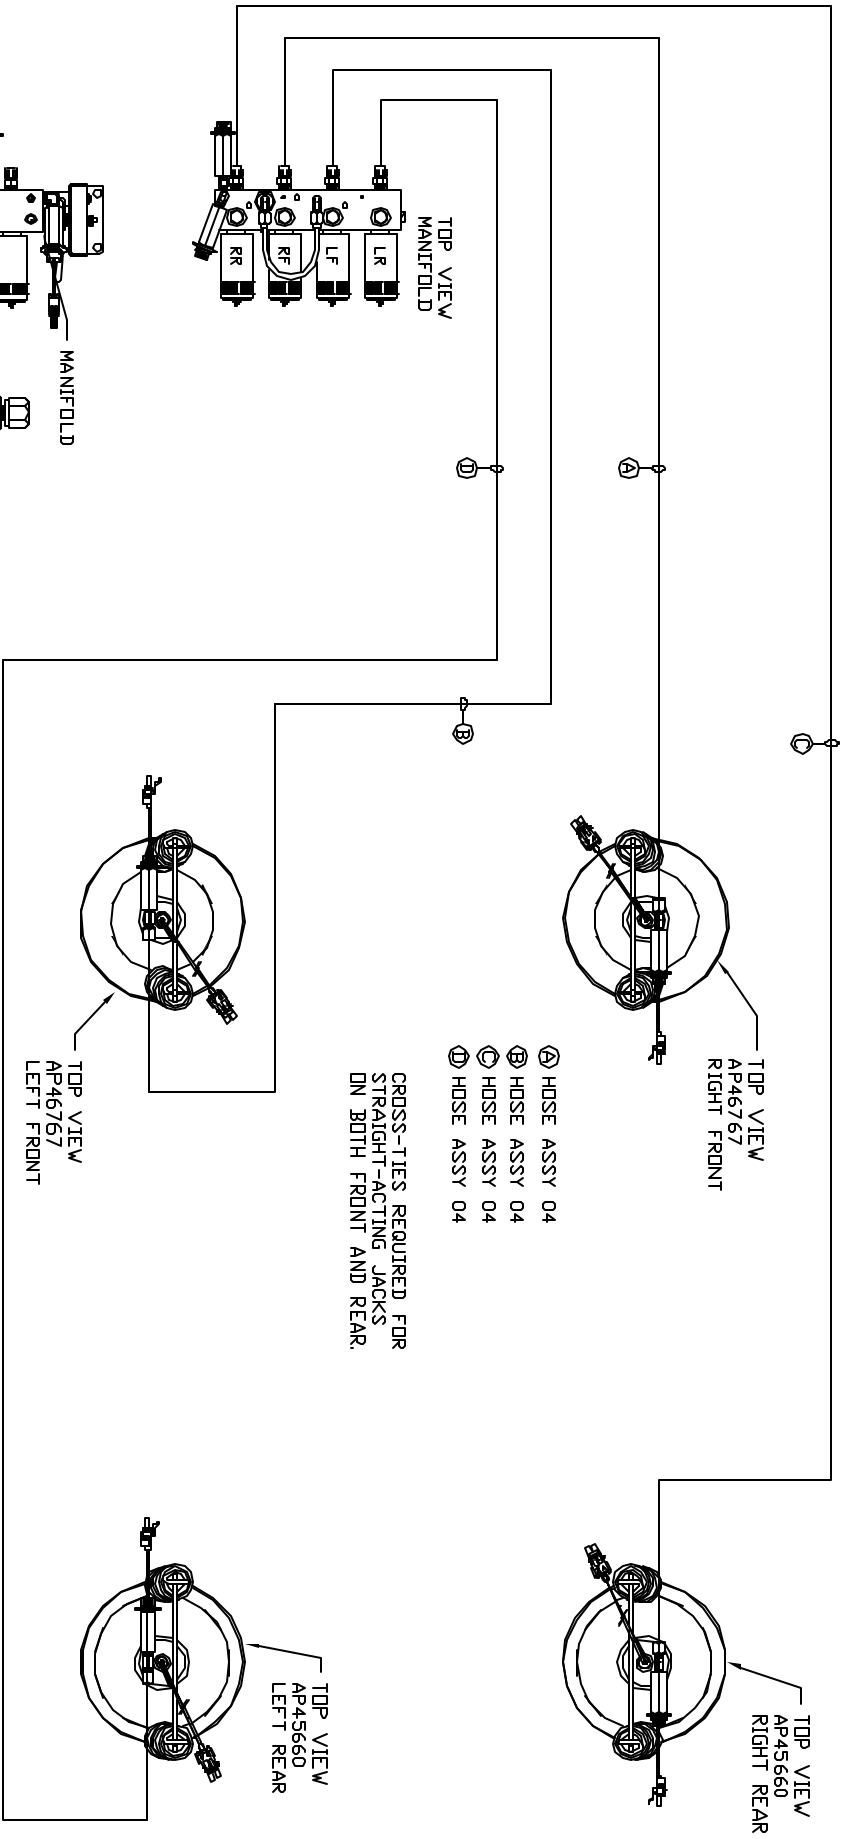 TOP VIEW
MANIFOLD
RR
RF
LF
LR
MANIFOLD
D
A
B
C
TOP VIEW
AP46767
RIGHT FRONT
TOP VIEW
AP46767
LEFT FRONT
A HOSE ASSY 04
B HOSE ASSY 04
C HOSE ASSY 04
D HOSE ASSY 04
CROSS-TIES REQUIRED FOR
STRAIGHT-ACTING JACKS
ON BOTH FRONT AND REAR.
TOP VIEW
AP45660
RIGHT REAR
TOP VIEW
AP45660
LEFT REAR